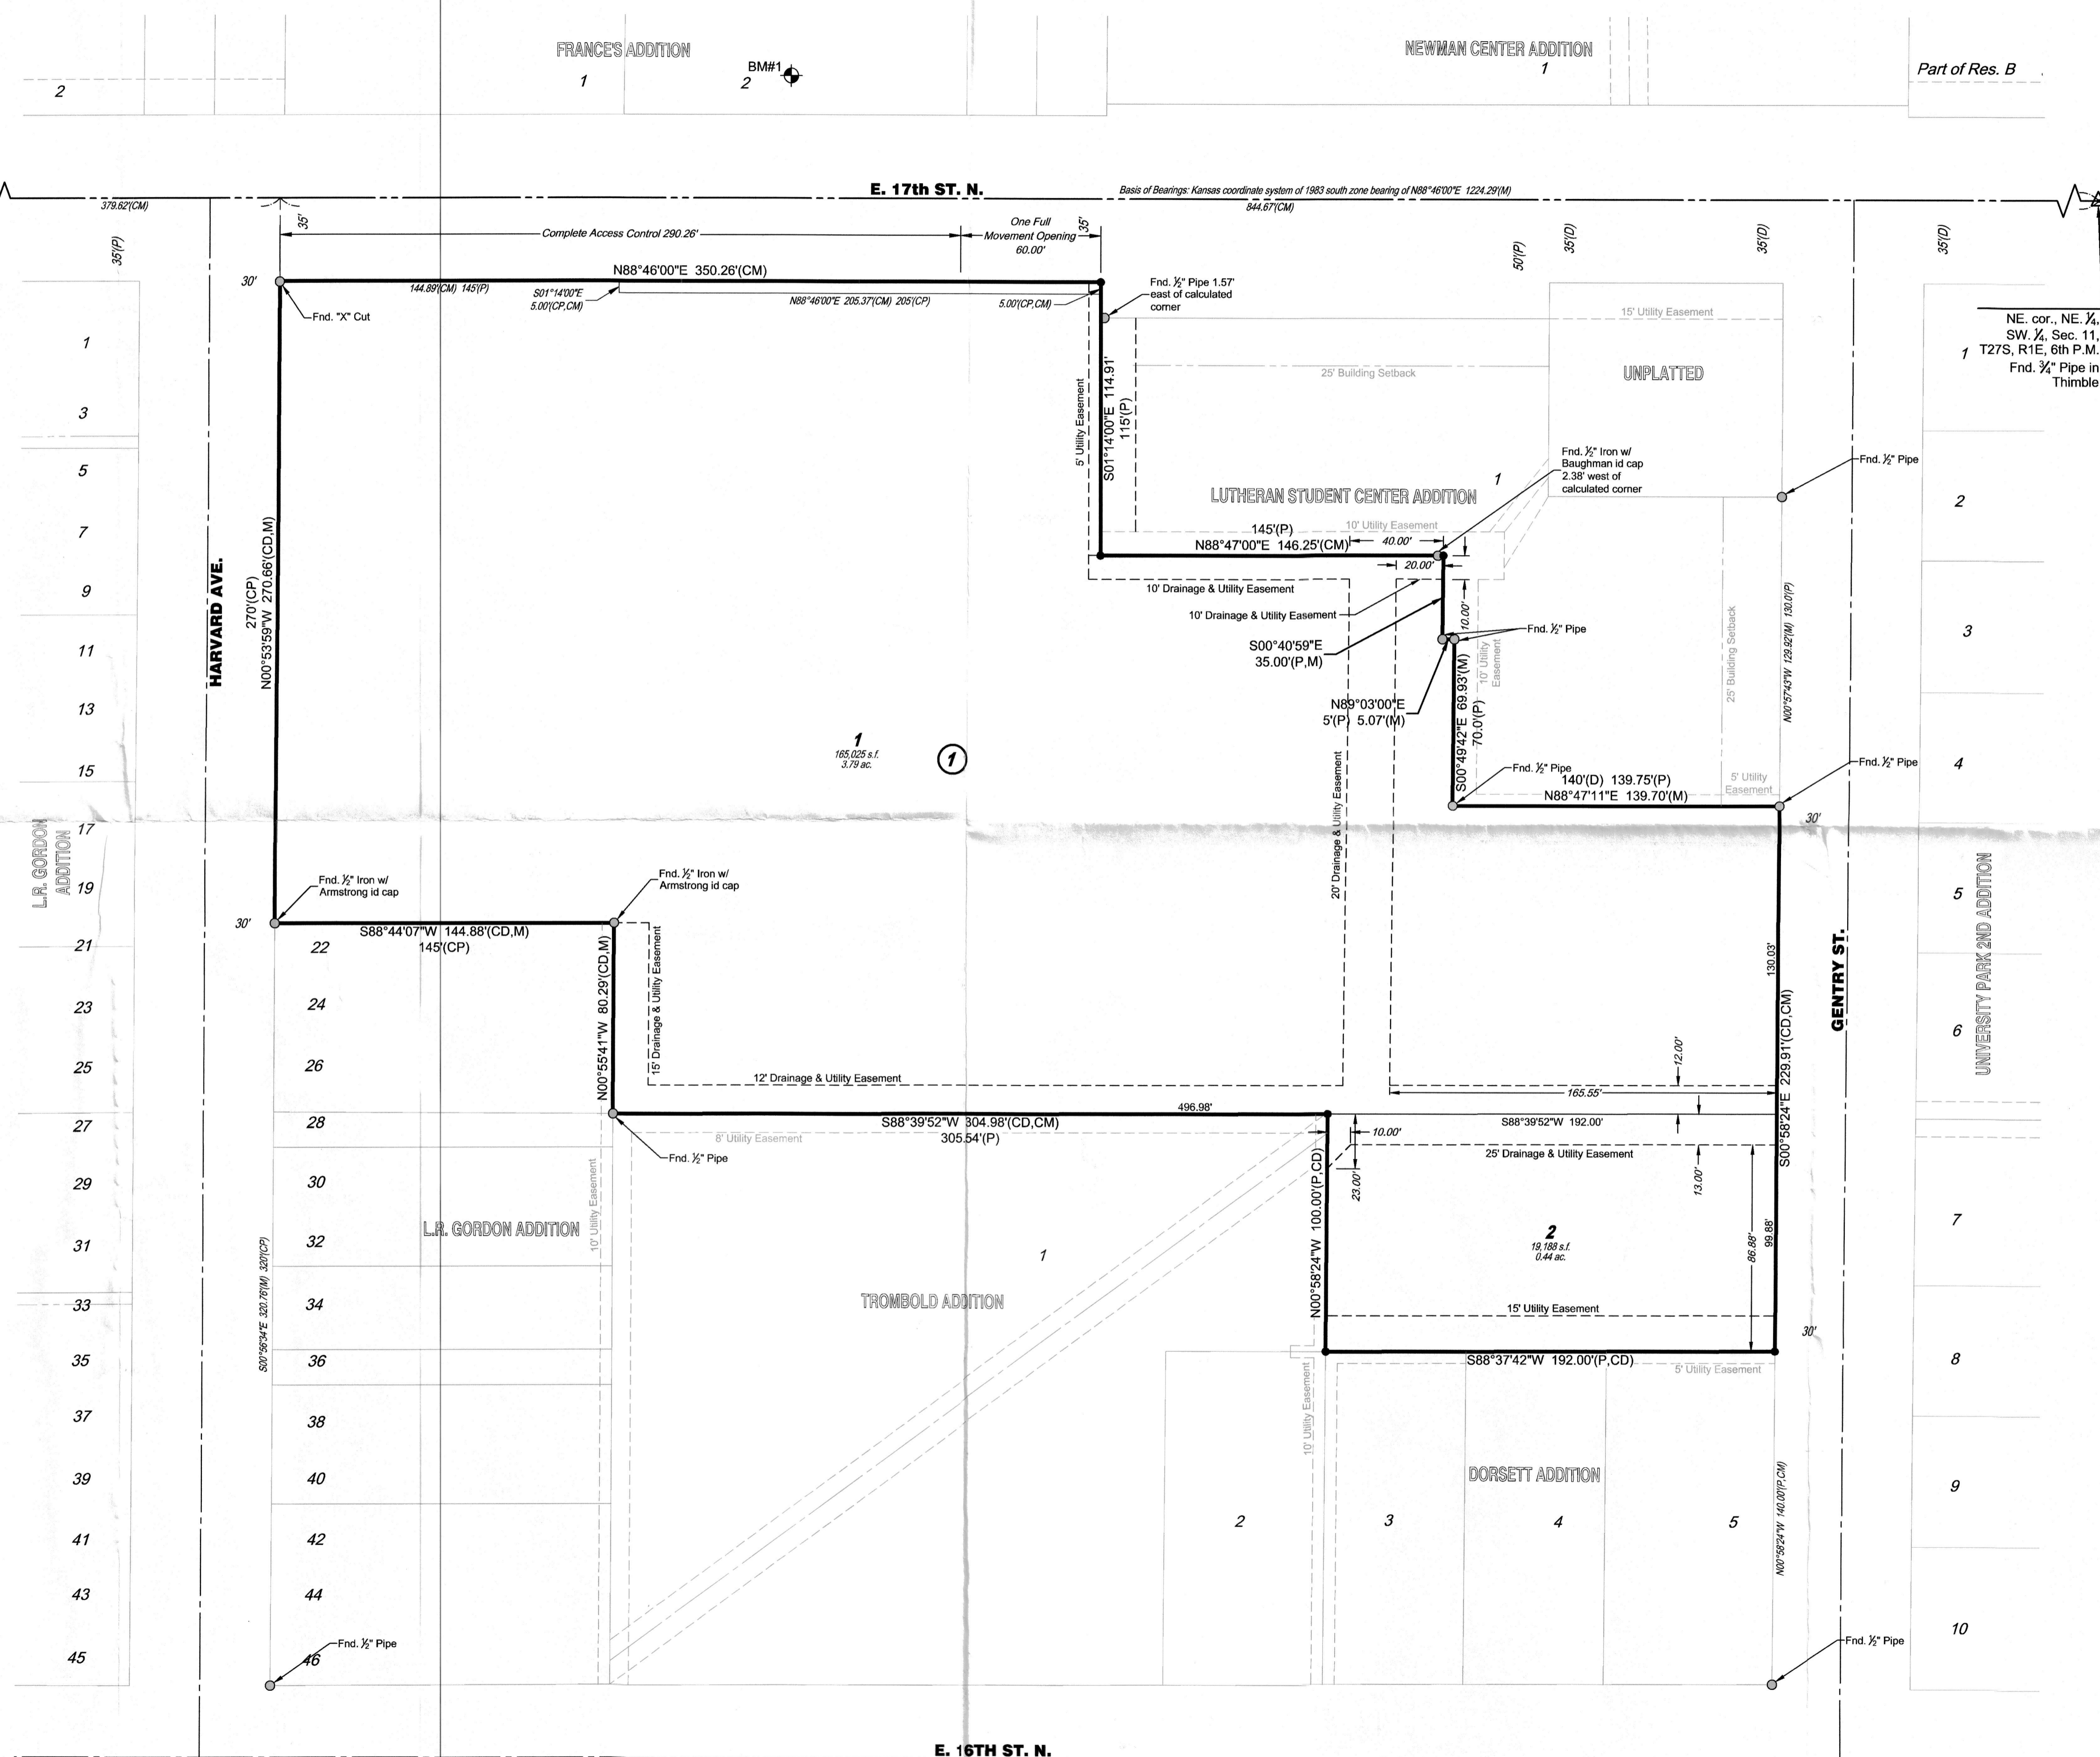 FRANCE'S ADDITION
NEWMAN CENTER ADDITION
1
2
BM#1
1
Part of Res. B
2
E. 17th ST. N.
Basis of Bearings: Kansas coordinate system of 1983 south zone bearing of N88°46'00"E 1224.29'(M)
379.62'(CM)
844.67'(CM)
35'(P)
35'
Complete Access Control 290.26'
One Full
Movement Opening
60.00'
35'
50'(P)
35'(D)
35'(D)
35'(D)
30'
N88°46'00"E 350.26'(CM)
144.89'(CM) 145'(P)
S01°14'00"E
5.00'(CP,CM)
N88°46'00"E 205.37'(CM) 205'(CP)
5.00'(CP,CM)
Fnd. "X" Cut
Fnd. ½" Pipe 1.57'
east of calculated
corner
15' Utility Easement
NE. cor., NE. ¼,
SW. ¼, Sec. 11,
T27S, R1E, 6th P.M.
Fnd. ¾" Pipe in
Thimble
25' Building Setback
UNPLATTED
5' Utility Easement
S01°14'00"E 114.91'
115'(P)
Fnd. ½" Iron w/
Baughman id cap
2.38' west of
calculated corner
Fnd. ½" Pipe
LUTHERAN STUDENT CENTER ADDITION
1
145'(P)
10' Utility Easement
N88°47'00"E 146.25'(CM)
40.00'
20.00'
10' Drainage & Utility Easement
10' Drainage & Utility Easement
10.00'
Fnd. ½" Pipe
S00°40'59"E
35.00'(P,M)
10' Utility
Easement
25' Building Setback
N00°57'43"W 129.92'(M) 130.0'(P)
N89°03'00"E
5'(P) 5.07'(M)
S00°49'42"E 69.93'(M)
70.0'(P)
HARVARD AVE.
270'(CP)
N00°53'59"W 270.66'(CD,M)
1
165,025 s.f.
3.79 ac.
1
Fnd. ½" Pipe
140'(D) 139.75'(P)
N88°47'11"E 139.70'(M)
5' Utility
Easement
Fnd. ½" Pipe
30'
20' Drainage & Utility Easement
Fnd. ½" Iron w/
Armstrong id cap
Fnd. ½" Iron w/
Armstrong id cap
30'
S88°44'07"W 144.88'(CD,M)
145'(CP)
N00°55'41"W 80.29'(CD,M)
15' Drainage & Utility Easement
12' Drainage & Utility Easement
130.03'
S00°58'24"E 229.91'(CD,CM)
GENTRY ST.
12.00'
165.55'
496.98'
S88°39'52"W 304.98'(CD,CM)
305.54'(P)
8' Utility Easement
Fnd. ½" Pipe
S88°39'52"W 192.00'
10.00'
25' Drainage & Utility Easement
23.00'
13.00'
N00°58'24"W 100.00'(P,CD)
2
19,188 s.f.
0.44 ac.
86.88'
99.88'
15' Utility Easement
30'
S88°37'42"W 192.00'(P,CD)
5' Utility Easement
L.R. GORDON ADDITION
10' Utility Easement
1
TROMBOLD ADDITION
S00°56'34"E 320.76'(M) 320'(CP)
10' Utility Easement
DORSETT ADDITION
2
3
4
5
N00°58'24"W 140.00'(P,CM)
Fnd. ½" Pipe
Fnd. ½" Pipe
L.R. GORDON
ADDITION
1
3
5
7
9
11
13
15
17
19
21
23
25
27
29
31
33
35
37
39
41
43
45
22
24
26
28
30
32
34
36
38
40
42
44
46
UNIVERSITY PARK 2ND ADDITION
1
2
3
4
5
6
7
8
9
10
E. 16TH ST. N.